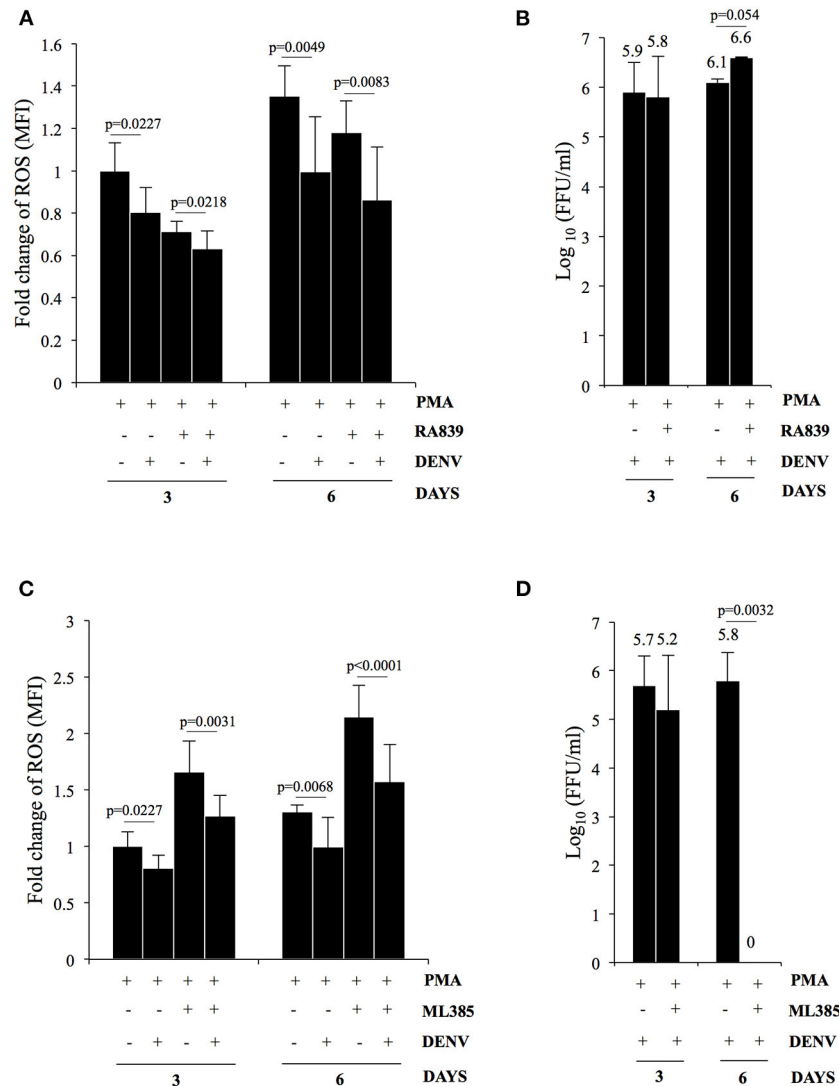 A
Fold change of ROS (MFI)
1.6
1.4
1.2
1
0.8
0.6
0.4
0.2
0
p=0.0227
p=0.0218
p=0.0049
p=0.0083
+ + + + + + + + PMA
- - + + - - + + RA839
- + - + - + - + DENV
3 6 DAYS
B
Log 10 (FFU/ml)
7
6
5
4
3
2
1
0
p=0.054
5.9 5.8 6.1 6.6
+ + + + PMA
- + - + RA839
+ + + + DENV
3 6 DAYS
C
Fold change of ROS (MFI)
3
2.5
2
1.5
1
0.5
0
p=0.0227
p=0.0031
p=0.0068
p<0.0001
+ + + + + + + + PMA
- - + + - - + + ML385
- + - + - + - + DENV
3 6 DAYS
D
Log10 (FFU/ml)
7
6
5
4
3
2
1
0
p=0.0032
5.7 5.2 5.8 0
+ + + + PMA
- + - + ML385
+ + + + DENV
3 6 DAYS